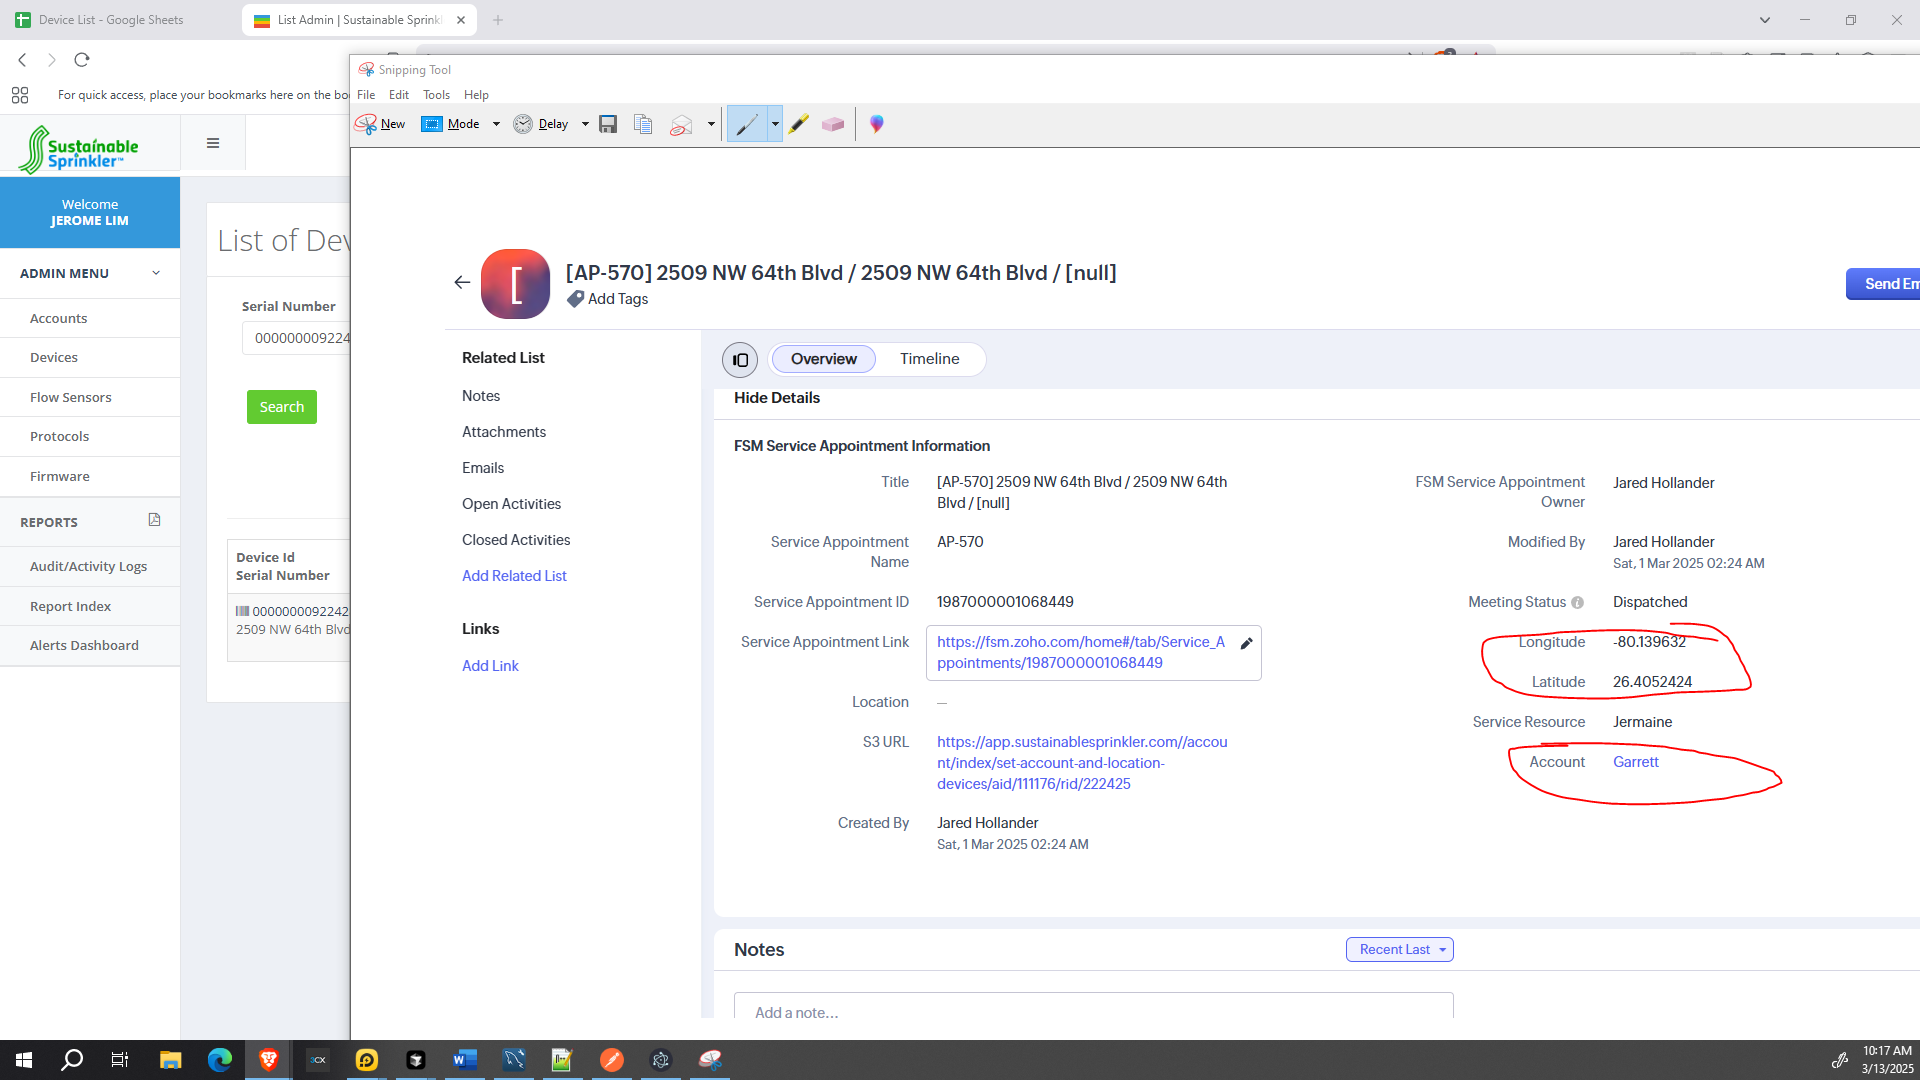 Device List - Google Sheets
List Admin | Sustainable Sprinkl
For quick access, place your bookmarks here on the bo
Snipping Tool
File Edit Tools Help
New Mode Delay
Sustainable
Sprinkler™
Welcome
JEROME LIM
ADMIN MENU
Accounts
Devices
Flow Sensors
Protocols
Firmware
REPORTS
Audit/Activity Logs
Report Index
Alerts Dashboard
List of Dev
Serial Number
000000009224
Search
Device Id
Serial Number
0000000092242
2509 NW 64th Blvd
[
[AP-570] 2509 NW 64th Blvd / 2509 NW 64th Blvd / [null]
Add Tags
Send Em
Related List
Notes
Attachments
Emails
Open Activities
Closed Activities
Add Related List
Links
Add Link
Overview Timeline
Hide Details
FSM Service Appointment Information
Title [AP-570] 2509 NW 64th Blvd / 2509 NW 64th
Blvd / [null]
Service Appointment
Name AP-570
Service Appointment ID 1987000001068449
Service Appointment Link https://fsm.zoho.com/home#/tab/Service_A
ppointments/1987000001068449
Location —
S3 URL https://app.sustainablesprinkler.com//accou
nt/index/set-account-and-location-
devices/aid/111176/rid/222425
Created By Jared Hollander
Sat, 1 Mar 2025 02:24 AM
FSM Service Appointment
Owner Jared Hollander
Modified By Jared Hollander
Sat, 1 Mar 2025 02:24 AM
Meeting Status Dispatched
Longitude -80.139632
Latitude 26.4052424
Service Resource Jermaine
Account Garrett
Notes
Recent Last
Add a note...
3CX
10:17 AM
3/13/2025